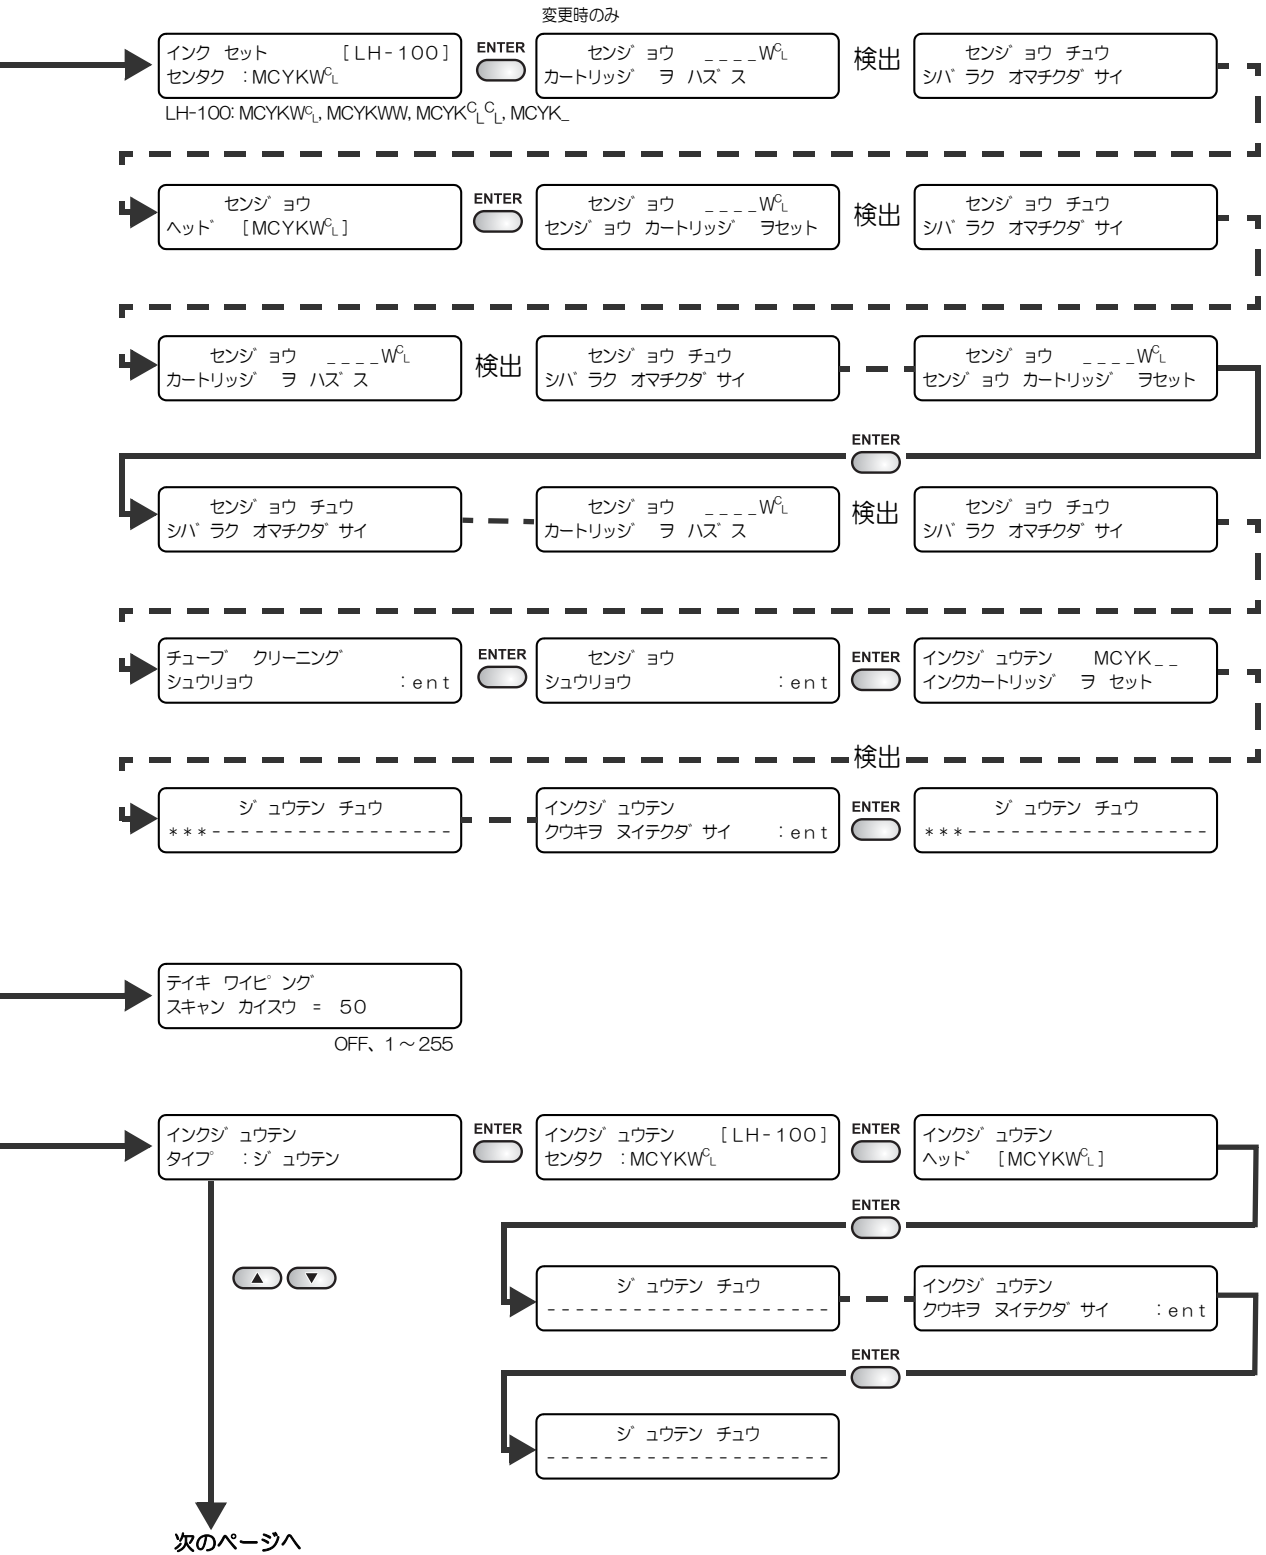 変更時のみ
インク セット [LH-100]
センタク :MCYKWCL
ENTER
センジョウ ____WCL
カートリッジ ヲ ハズス
検出
センジョウ チュウ
シバラク オマチクダサイ
LH-100: MCYKWCL, MCYKWW, MCYKCLCL, MCYK_
センジョウ
ヘッド [MCYKWCL]
ENTER
センジョウ ____WCL
センジョウ カートリッジ ヲセット
検出
センジョウ チュウ
シバラク オマチクダサイ
センジョウ ____WCL
カートリッジ ヲ ハズス
検出
センジョウ チュウ
シバラク オマチクダサイ
センジョウ ____WCL
センジョウ カートリッジ ヲセット
ENTER
センジョウ チュウ
シバラク オマチクダサイ
センジョウ ____WCL
カートリッジ ヲ ハズス
検出
センジョウ チュウ
シバラク オマチクダサイ
チューブ クリーニング
シュウリョウ :ent
ENTER
センジョウ
シュウリョウ :ent
ENTER
インクジュウテン MCYK__
インクカートリッジ ヲ セット
検出
ジュウテン チュウ
***-----------------
インクジュウテン
クウキヲ ヌイテクダサイ :ent
ENTER
ジュウテン チュウ
***-----------------
テイキ ワイピング
スキャン カイスウ = 50
OFF、1～255
インクジュウテン
タイプ :ジュウテン
ENTER
インクジュウテン [LH-100]
センタク :MCYKWCL
ENTER
インクジュウテン
ヘッド [MCYKWCL]
ENTER
▲ ▼
ジュウテン チュウ
--------------------
インクジュウテン
クウキヲ ヌイテクダサイ :ent
ENTER
ジュウテン チュウ
--------------------
次のページへ